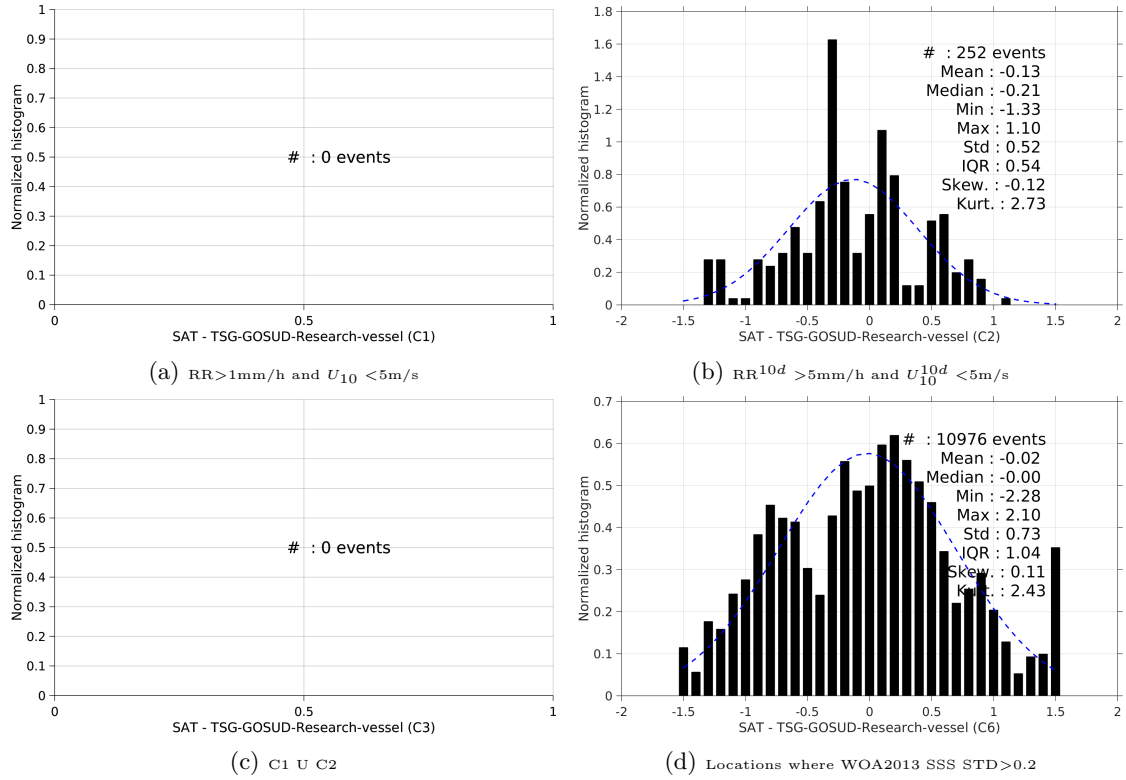 1
0.9
0.8
0.7
0.6
0.5
0.4
0.3
0.2
0.1
0
Normalized histogram
# : 0 events
0 0.5 1
SAT - TSG-GOSUD-Research-vessel (C1)
(a) RR>1mm/h and U10 <5m/s
1.8
1.6
1.4
1.2
1
0.8
0.6
0.4
0.2
0
Normalized histogram
# : 252 events
Mean : -0.13
Median : -0.21
Min : -1.33
Max : 1.10
Std : 0.52
IQR : 0.54
Skew. : -0.12
Kurt. : 2.73
-2 -1.5 -1 -0.5 0 0.5 1 1.5 2
SAT - TSG-GOSUD-Research-vessel (C2)
(b) RR^10d >5mm/h and U10^10d <5m/s
1
0.9
0.8
0.7
0.6
0.5
0.4
0.3
0.2
0.1
0
Normalized histogram
# : 0 events
0 0.5 1
SAT - TSG-GOSUD-Research-vessel (C3)
(c) C1 U C2
0.7
0.6
0.5
0.4
0.3
0.2
0.1
0
Normalized histogram
# : 10976 events
Mean : -0.02
Median : -0.00
Min : -2.28
Max : 2.10
Std : 0.73
IQR : 1.04
Skew. : 0.11
Kurt. : 2.43
-2 -1.5 -1 -0.5 0 0.5 1 1.5 2
SAT - TSG-GOSUD-Research-vessel (C6)
(d) Locations where WOA2013 SSS STD>0.2